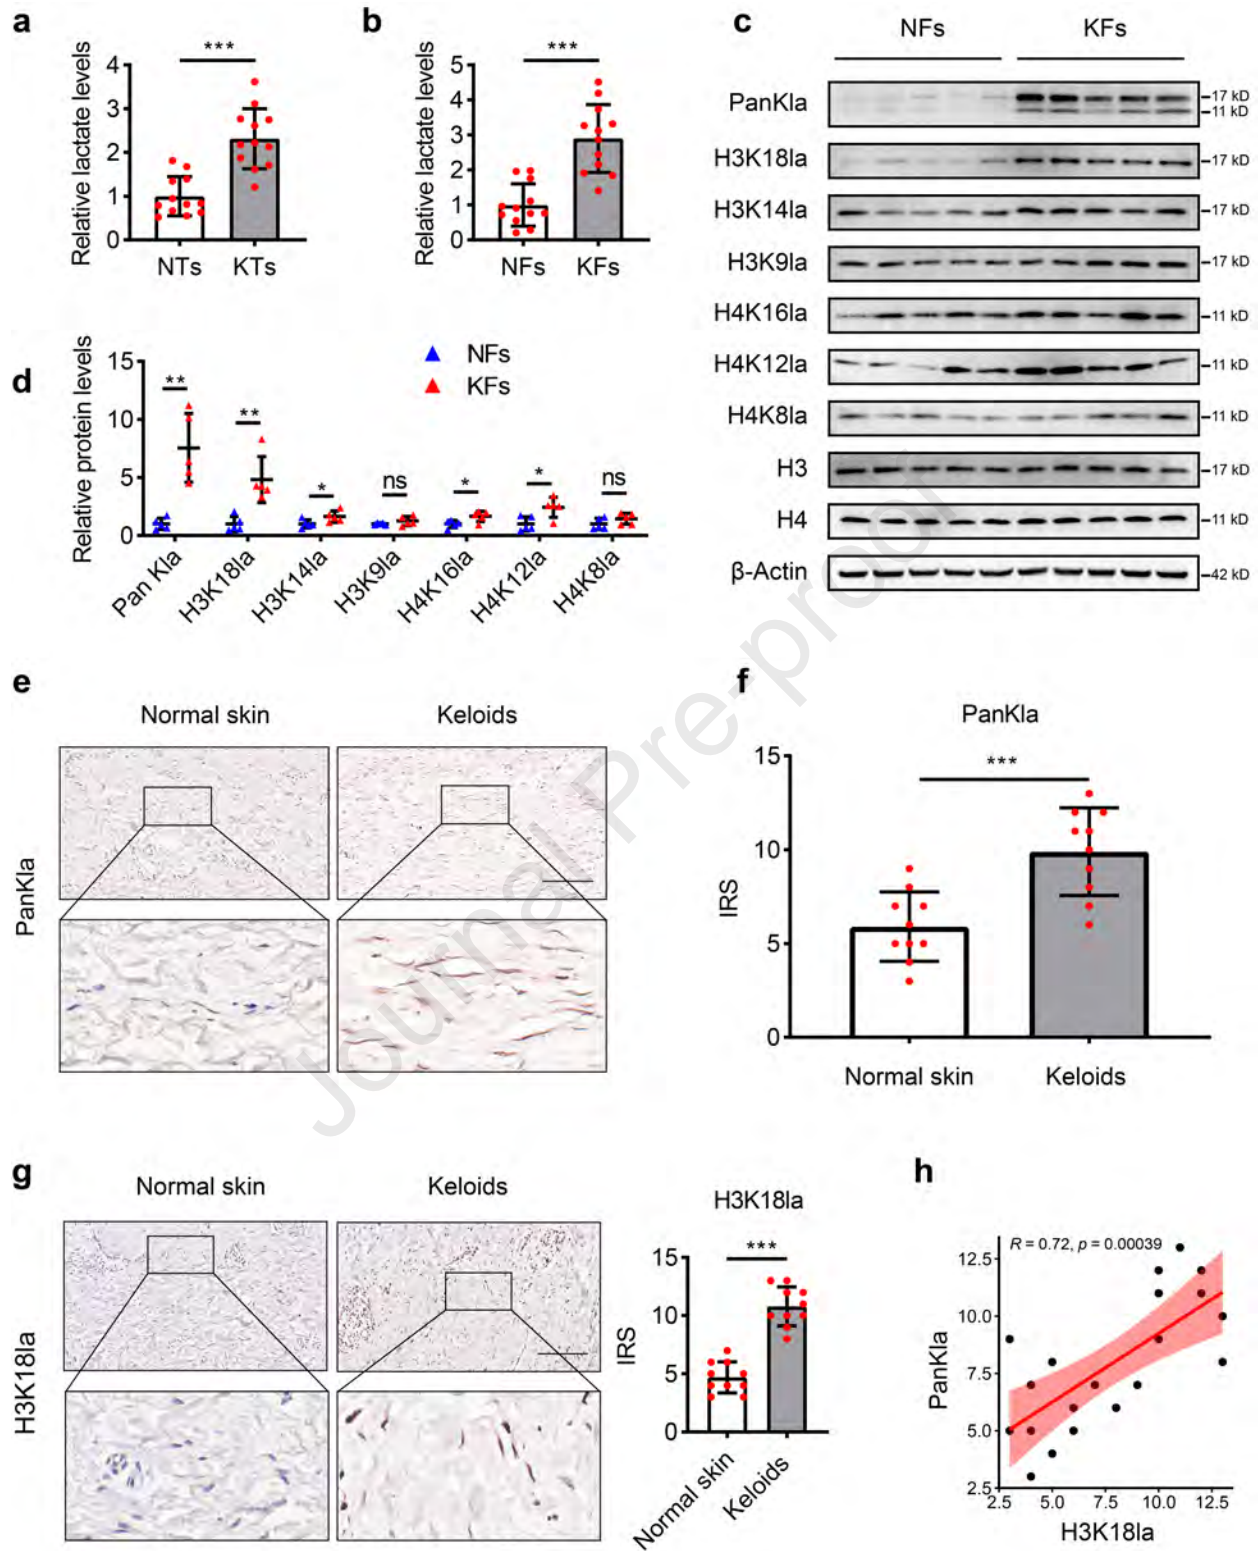 a
Relative lactate levels
4
3
2
1
0
***
NTs
KTs
b
Relative lactate levels
5
4
3
2
1
0
***
NFs
KFs
c
NFs
KFs
PanKla
17 kD
11 kD
H3K18la
17 kD
H3K14la
17 kD
H3K9la
17 kD
H4K16la
11 kD
H4K12la
11 kD
H4K8la
11 kD
H3
17 kD
H4
11 kD
β-Actin
42 kD
d
Relative protein levels
15
10
5
0
NFs
KFs
**
**
*
ns
*
*
ns
Pan Kla
H3K18la
H3K14la
H3K9la
H4K16la
H4K12la
H4K8la
e
Normal skin
Keloids
PanKla
f
PanKla
IRS
15
10
5
0
***
Normal skin
Keloids
g
Normal skin
Keloids
H3K18la
H3K18la
IRS
15
10
5
0
***
Normal skin
Keloids
h
R = 0.72, p = 0.00039
PanKla
12.5
10.0
7.5
5.0
2.5
2.5
5.0
7.5
10.0
12.5
H3K18la
Journal Pre-proof